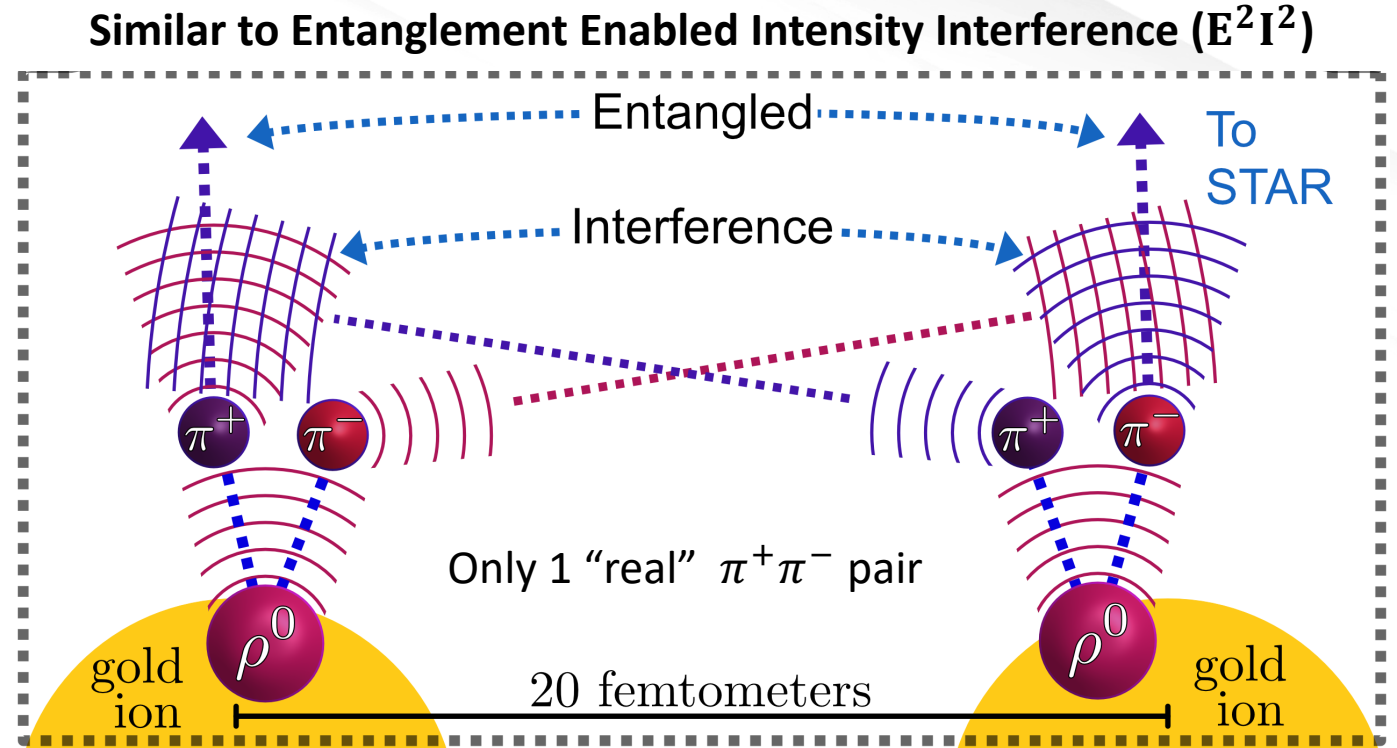 Similar to Entanglement Enabled Intensity Interference (E²I²)
Entangled
To
STAR
Interference
π⁺
π⁻
π⁺
π⁻
Only 1 “real” π⁺π⁻ pair
ρ⁰
ρ⁰
gold
ion
20 femtometers
gold
ion